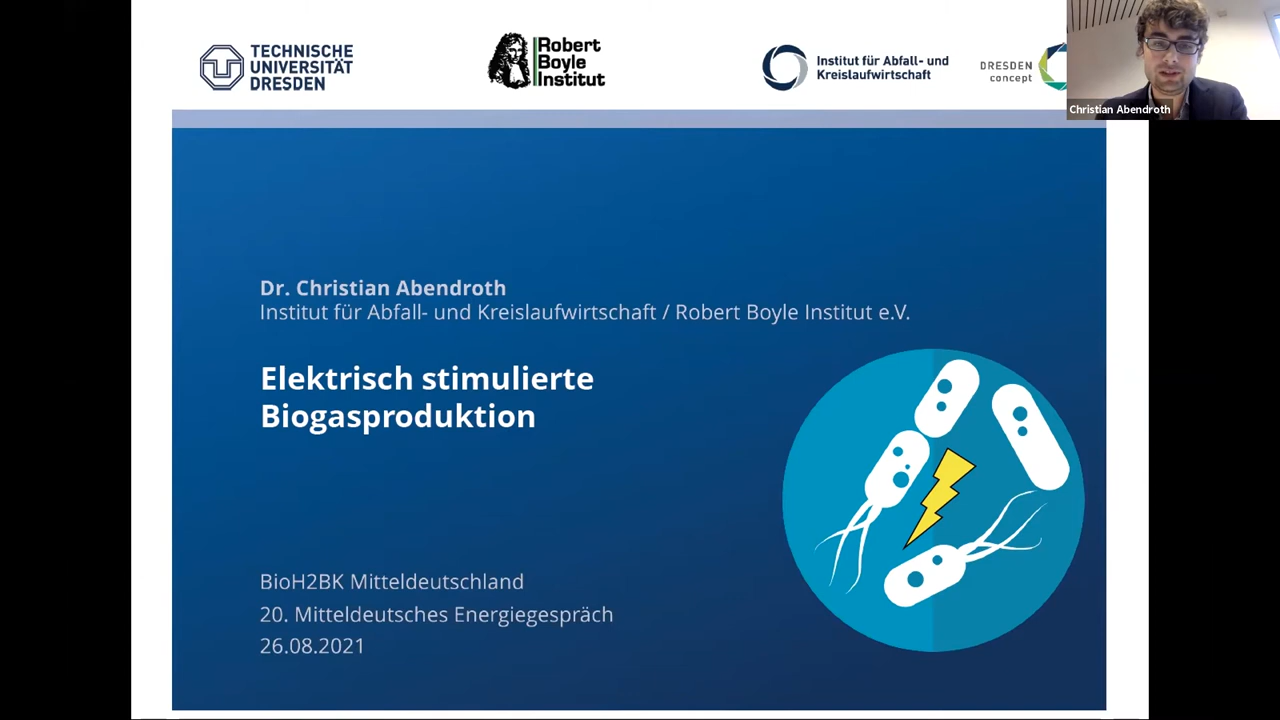 TECHNISCHE
UNIVERSITÄT
DRESDEN
Robert
Boyle
Institut
Institut für Abfall- und
Kreislaufwirtschaft
DRESDEN
concept
Christian Abendroth
Dr. Christian Abendroth
Institut für Abfall- und Kreislaufwirtschaft / Robert Boyle Institut e.V.
Elektrisch stimulierte
Biogasproduktion
BioH2BK Mitteldeutschland
20. Mitteldeutsches Energiegespräch
26.08.2021